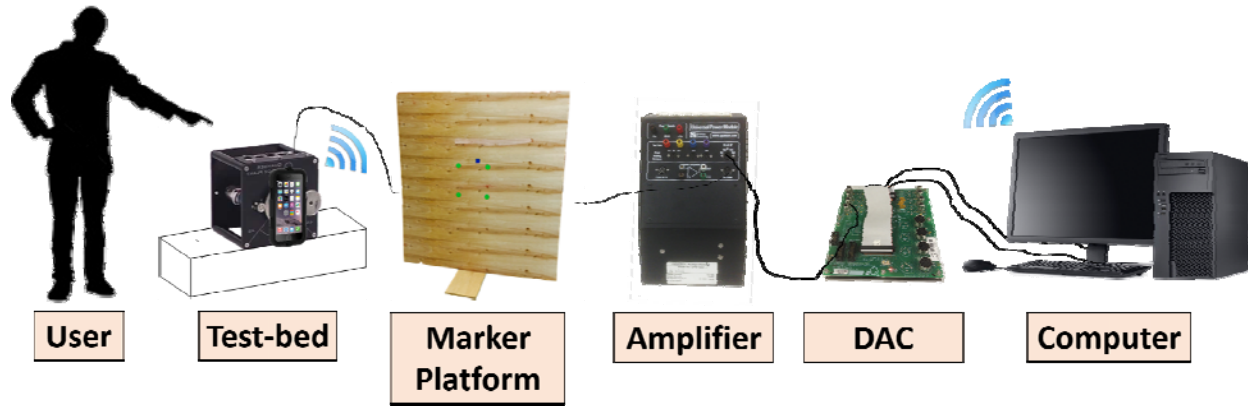 User
Test-bed
Marker
Platform
Amplifier
DAC
Computer